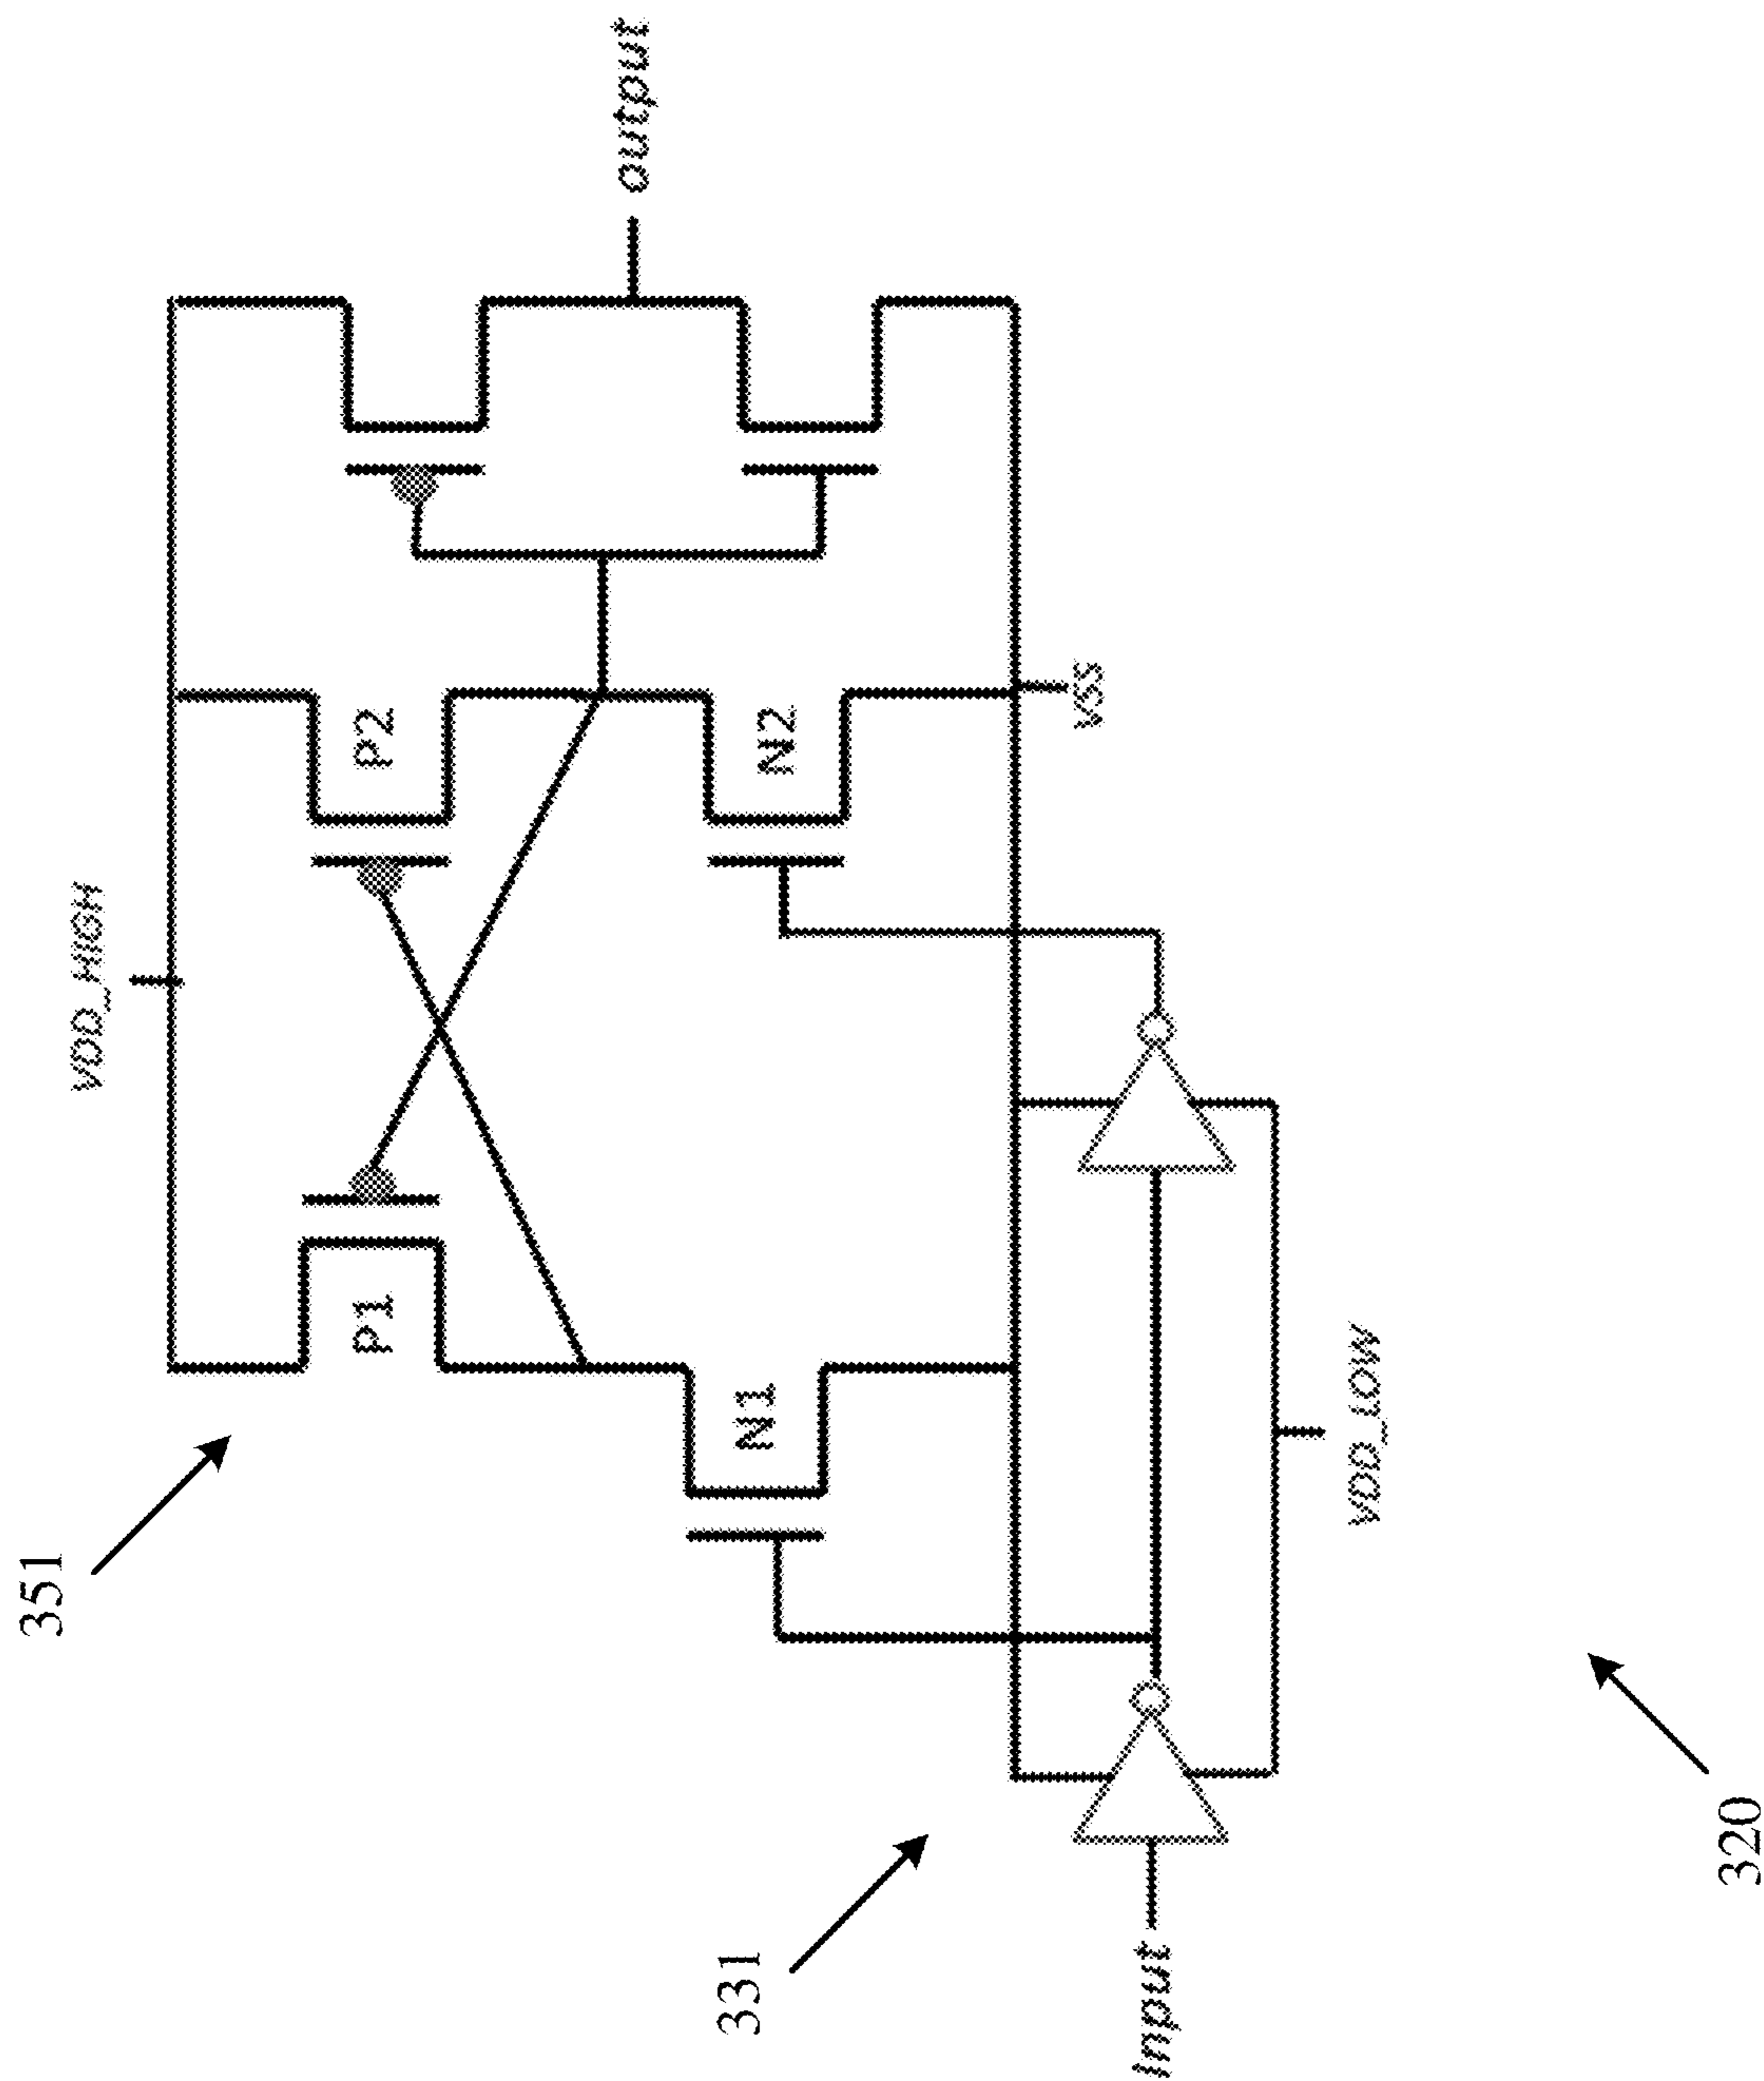 351
VDD_HIGH
P1
P2
output
N1
N2
331
VSS
Input
VDD_LOW
320